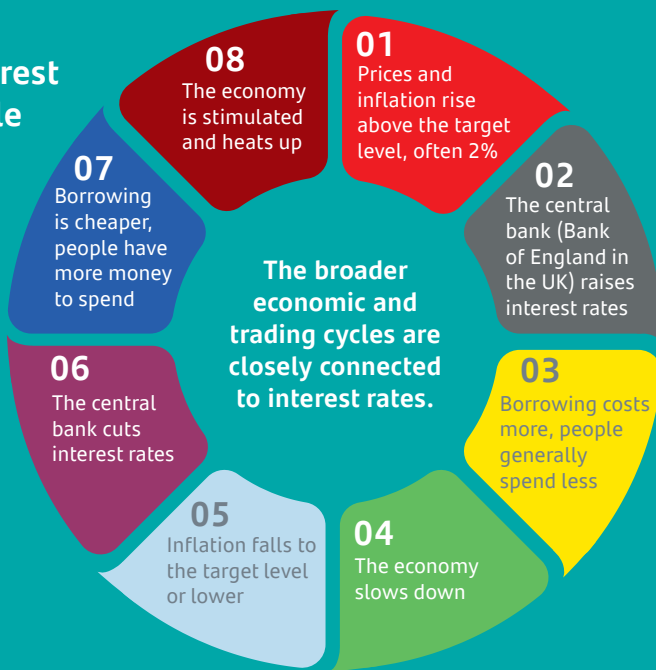 01
Prices and
inflation rise
above the target
level, often 2%
02
The central
bank (Bank
of England in
the UK) raises
interest rates
03
Borrowing costs
more, people
generally
spend less
04
The economy
slows down
05
Inflation falls to
the target level
or lower
06
The central
bank cuts
interest rates
07
Borrowing
is cheaper,
people have
more money
to spend
08
The economy
is stimulated
and heats up
The broader
economic and
trading cycles are
closely connected
to interest rates.